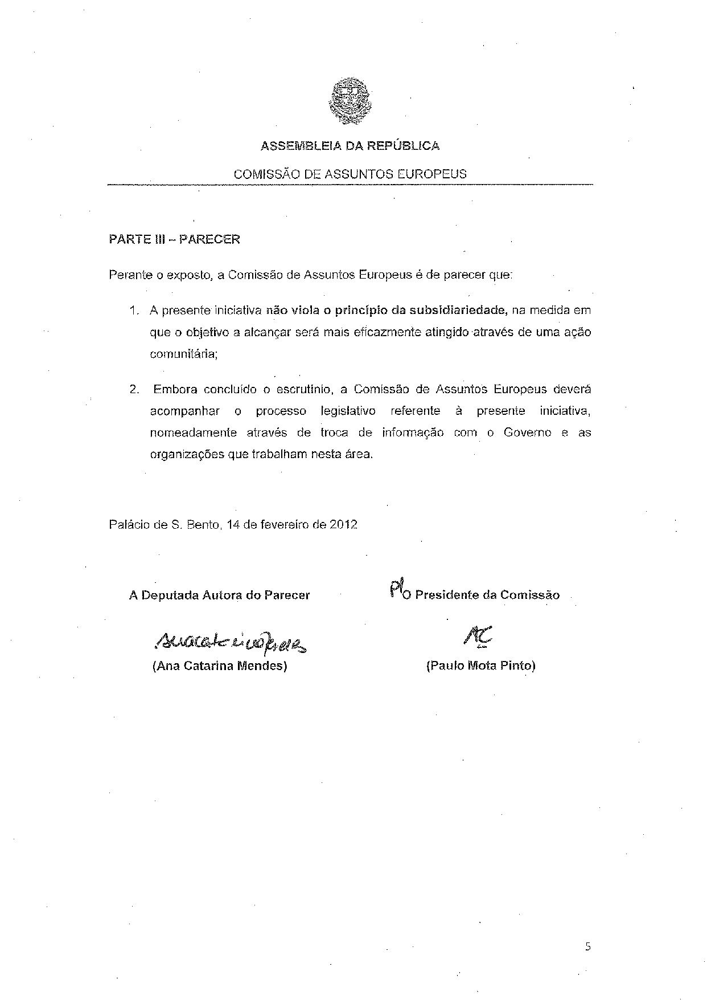 ASSEMBLEIA DA REPÚBLICA
COMISSÃO DE ASSUNTOS EUROPEUS
PARTE III – PARECER
Perante o exposto, a Comissão de Assuntos Europeus é de parecer que:
1. A presente iniciativa não viola o princípio da subsidiariedade, na medida em
que o objetivo a alcançar será mais eficazmente atingido através de uma ação
comunitária;
2. Embora concluído o escrutínio, a Comissão de Assuntos Europeus deverá
acompanhar o processo legislativo referente à presente iniciativa,
nomeadamente através de troca de informação com o Governo e as
organizações que trabalham nesta área.
Palácio de S. Bento, 14 de fevereiro de 2012
A Deputada Autora do Parecer
P/O Presidente da Comissão
(Ana Catarina Mendes)
(Paulo Mota Pinto)
5